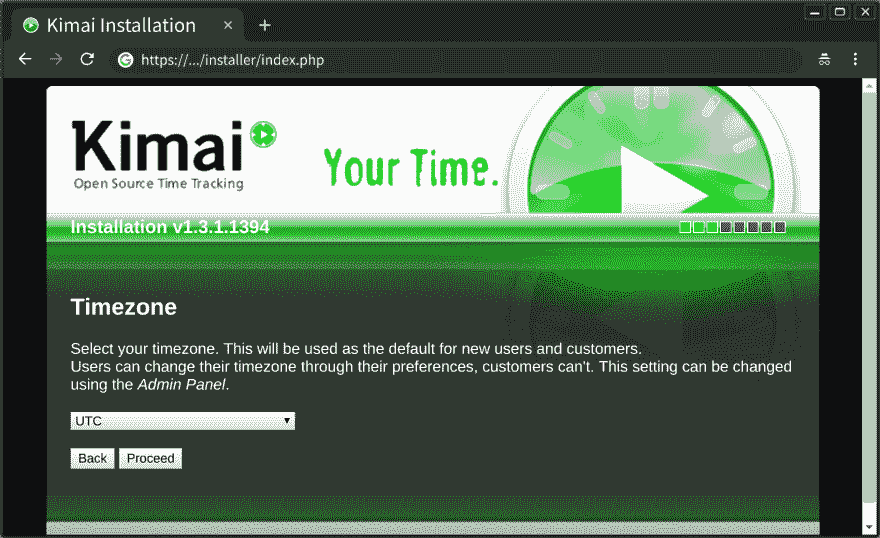 Kimai Installation
https://.../installer/index.php
Kimai
Open Source Time Tracking
Your Time.
Installation v1.3.1.1394
Timezone
Select your timezone. This will be used as the default for new users and customers.
Users can change their timezone through their preferences, customers can't. This setting can be changed
using the Admin Panel.
UTC
Back Proceed